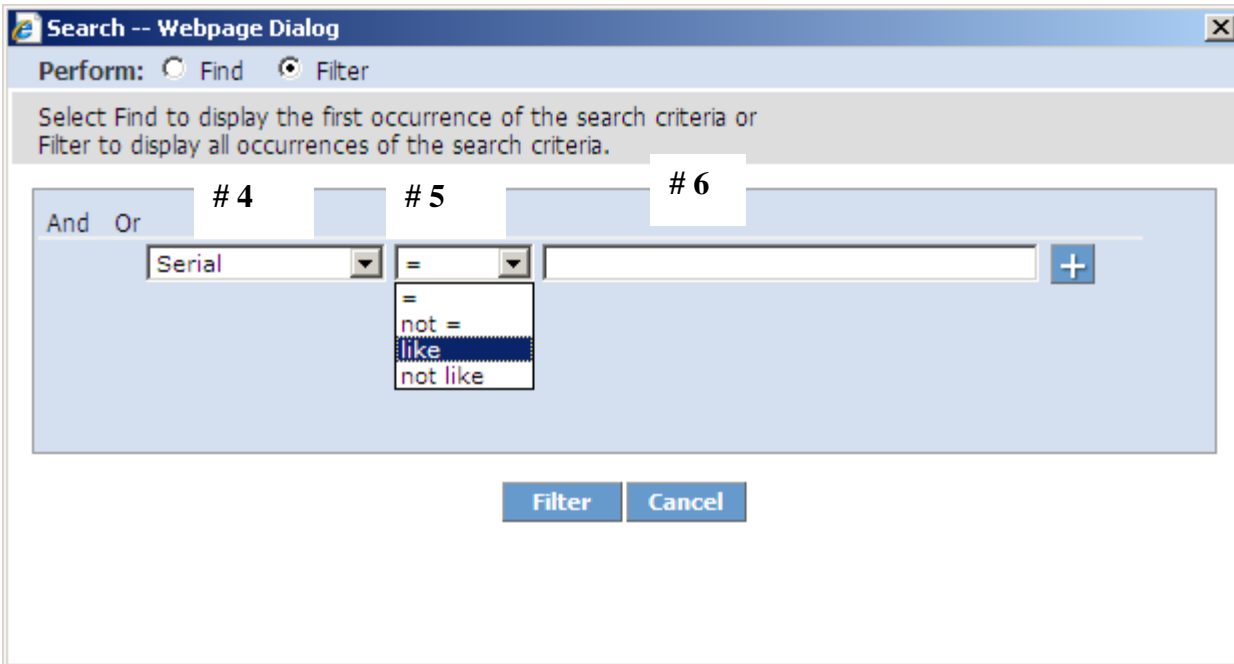 Search -- Webpage Dialog
Perform: Find Filter
Select Find to display the first occurrence of the search criteria or
Filter to display all occurrences of the search criteria.
# 4 # 5 # 6
And Or
Serial =
=
not =
like
not like
Filter Cancel